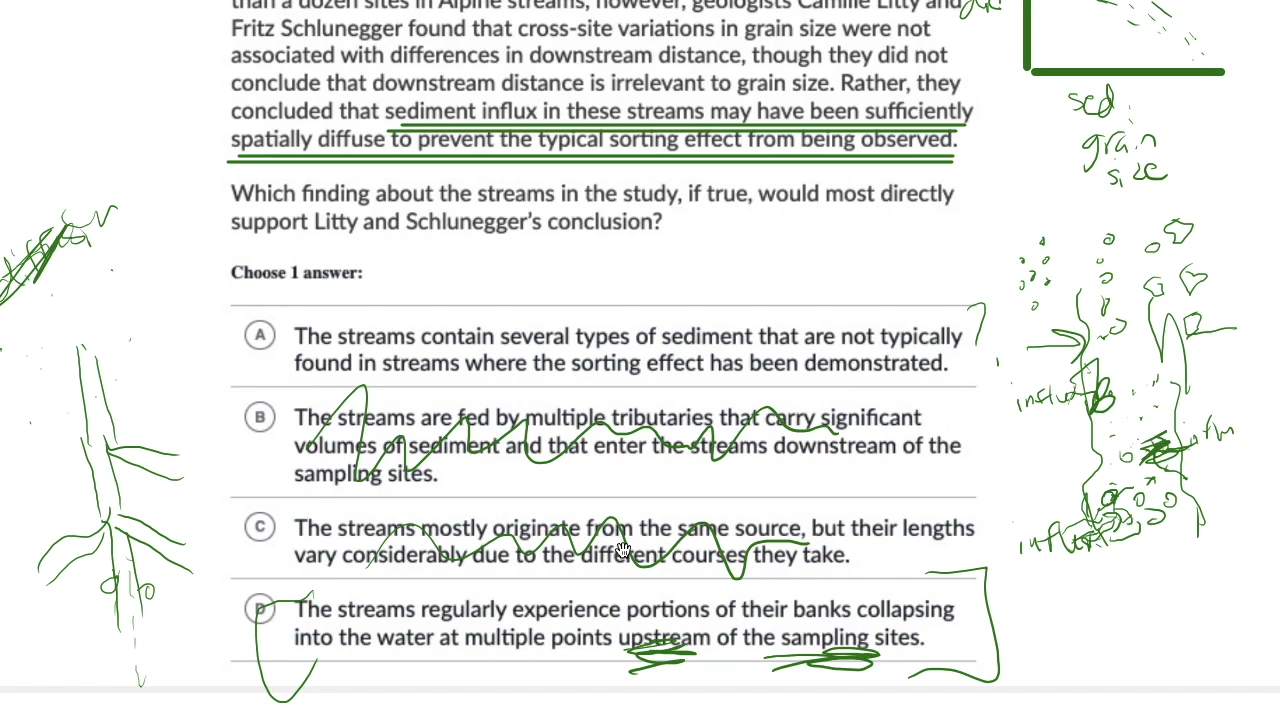 than a dozen sites in Alpine streams, however, geologists Camille Litty and
Fritz Schlunegger found that cross-site variations in grain size were not
associated with differences in downstream distance, though they did not
conclude that downstream distance is irrelevant to grain size. Rather, they
concluded that sediment influx in these streams may have been sufficiently
spatially diffuse to prevent the typical sorting effect from being observed.
Which finding about the streams in the study, if true, would most directly
support Litty and Schlunegger's conclusion?
Choose 1 answer:
A The streams contain several types of sediment that are not typically
found in streams where the sorting effect has been demonstrated.
B The streams are fed by multiple tributaries that carry significant
volumes of sediment and that enter the streams downstream of the
sampling sites.
C The streams mostly originate from the same source, but their lengths
vary considerably due to the different courses they take.
D The streams regularly experience portions of their banks collapsing
into the water at multiple points upstream of the sampling sites.
?
sed
grain
size
influx
influx